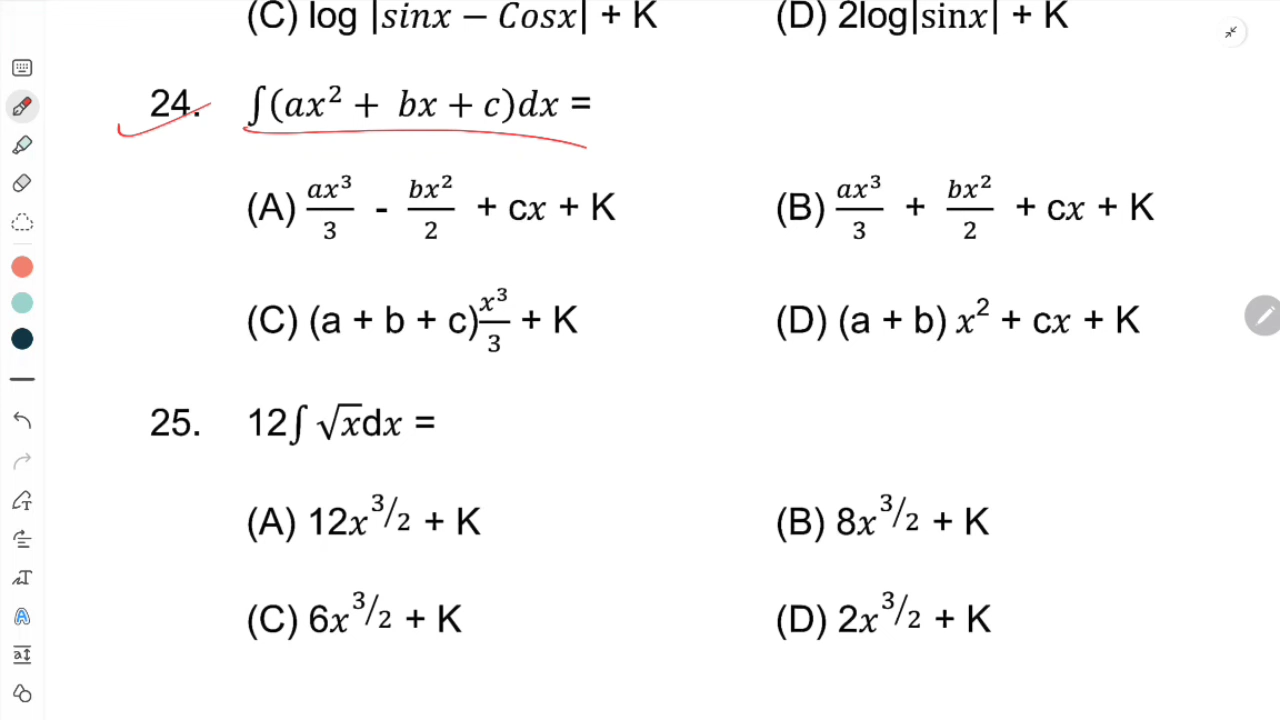 (C) log |sinx − Cosx| + K (D) 2log|sinx| + K
24. ∫(ax² + bx + c)dx =
(A) ax³/3 - bx²/2 + cx + K (B) ax³/3 + bx²/2 + cx + K
(C) (a + b + c)x³/3 + K (D) (a + b) x² + cx + K
25. 12∫ √xdx =
(A) 12x^3/2 + K (B) 8x^3/2 + K
(C) 6x^3/2 + K (D) 2x^3/2 + K